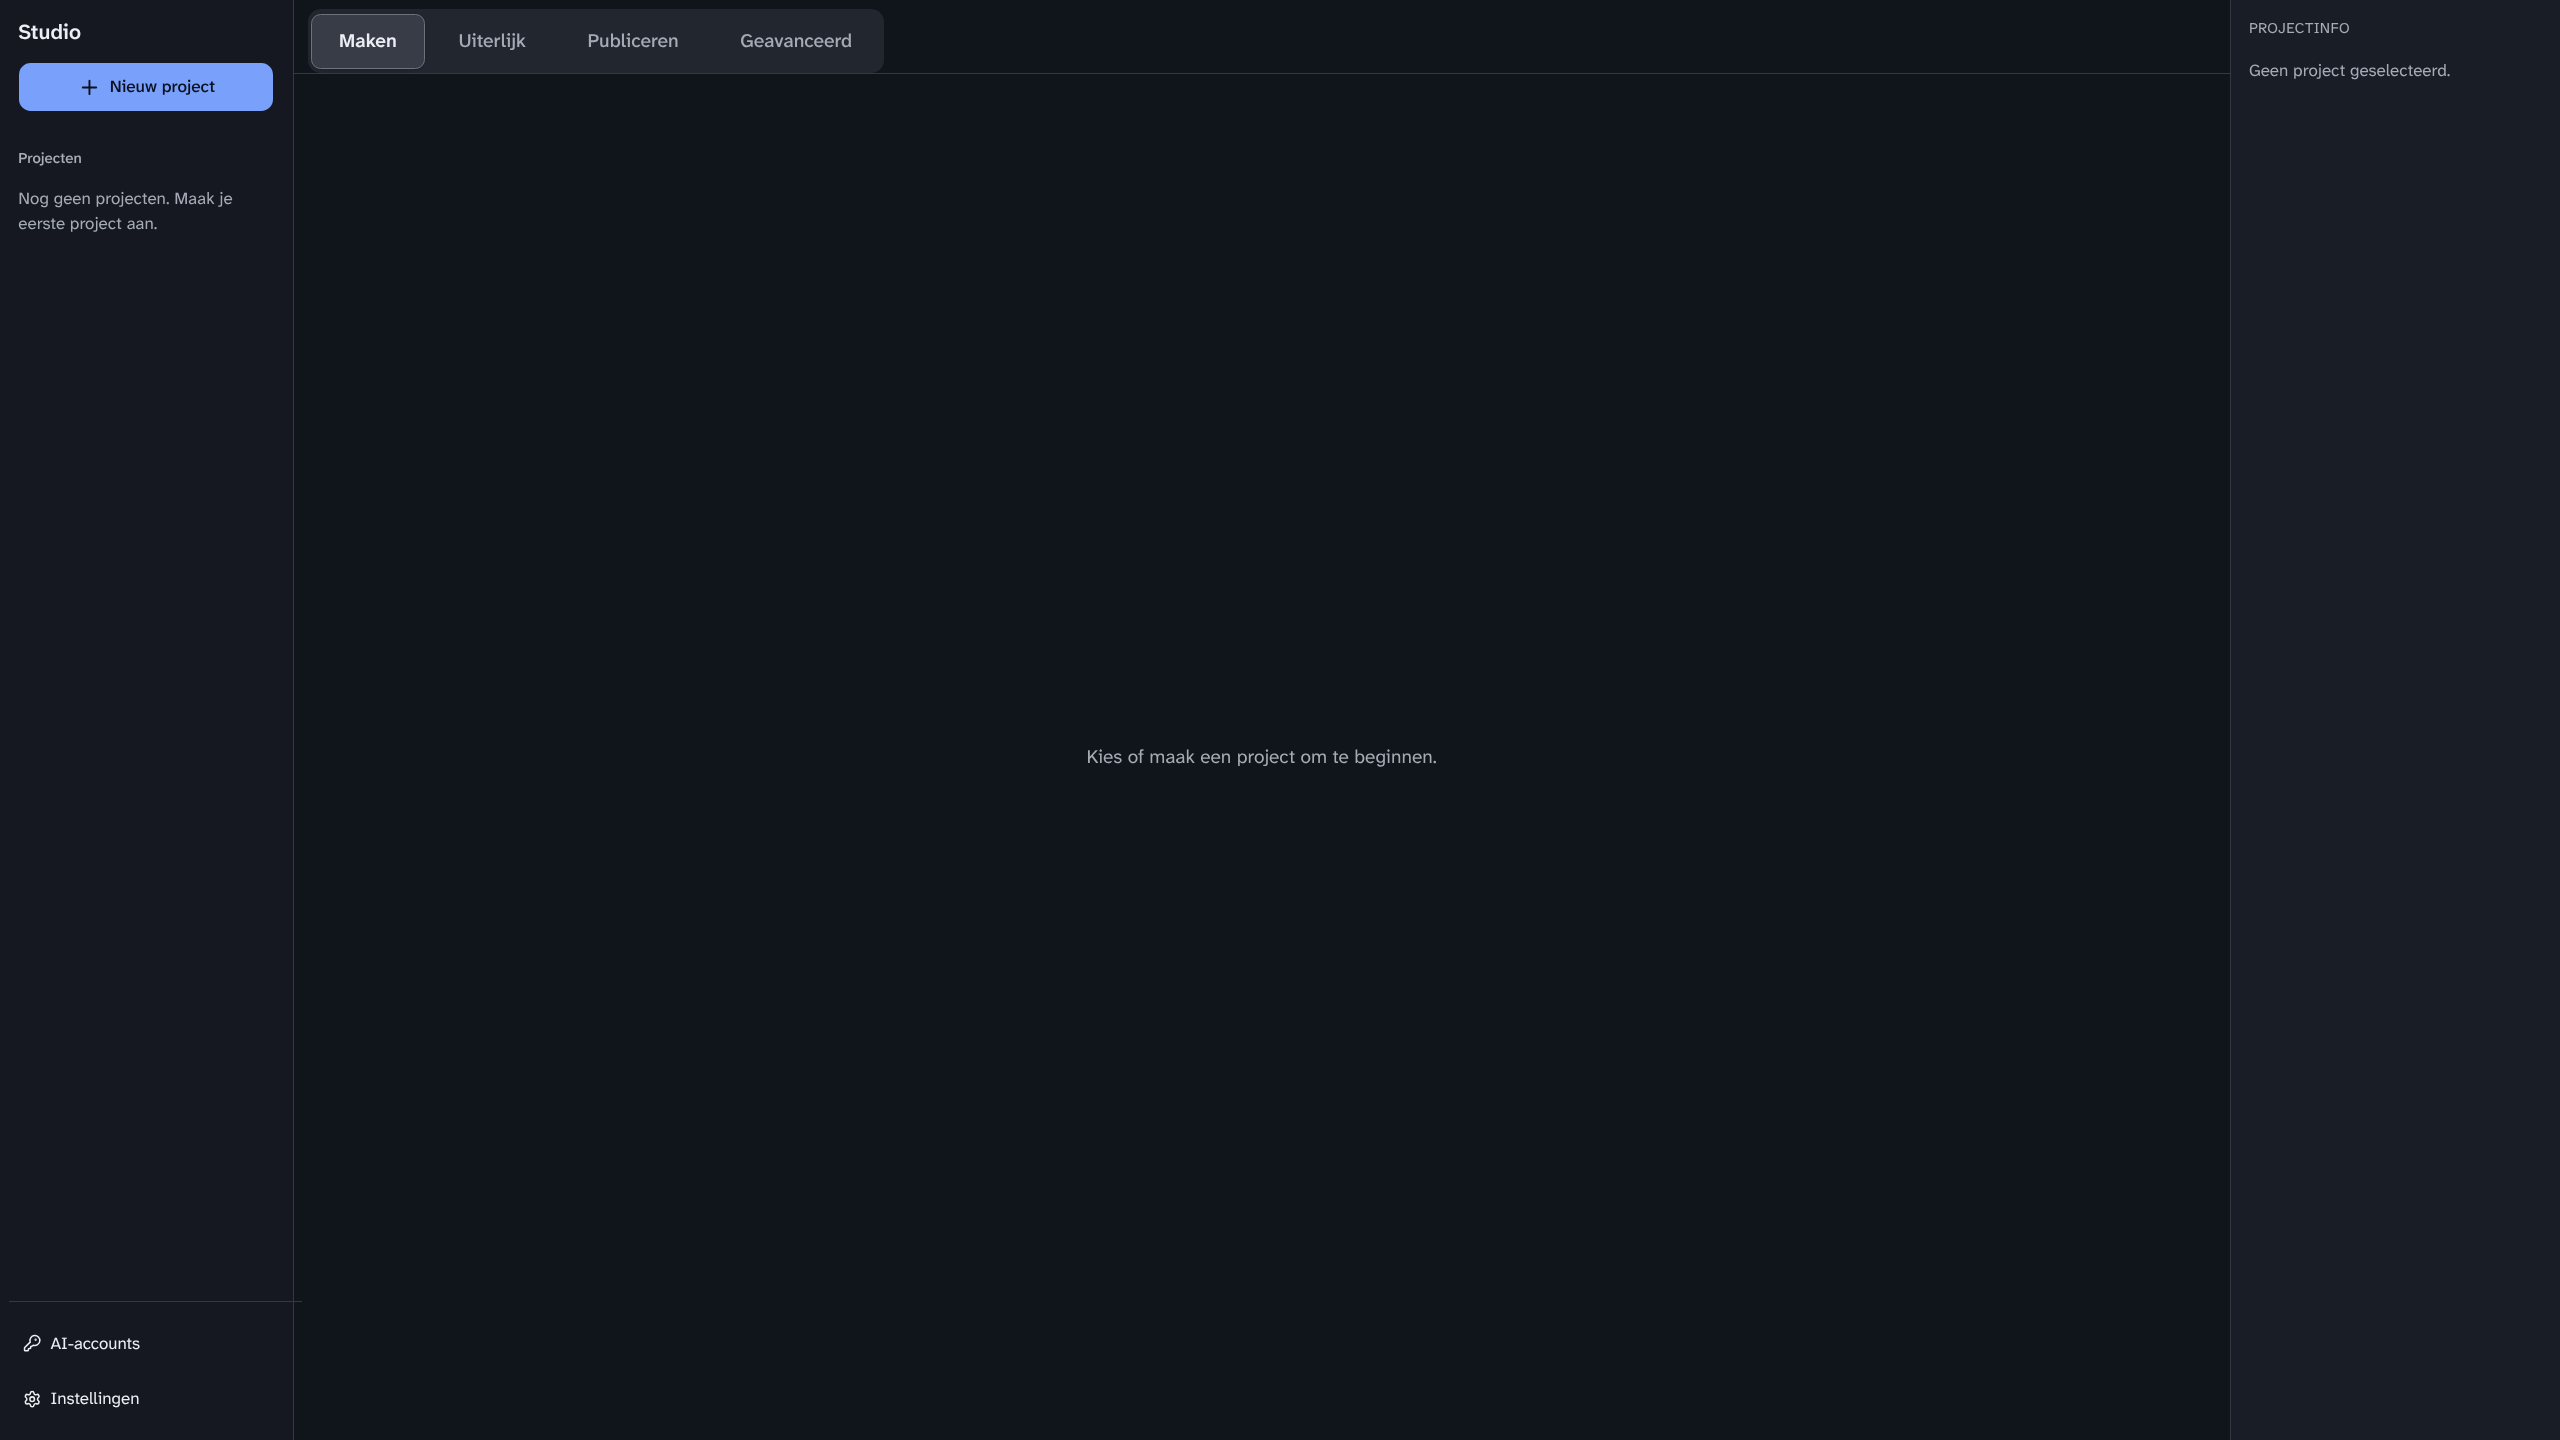 Studio
Nieuw project
Projecten
Nog geen projecten. Maak je
eerste project aan.
AI-accounts
Instellingen
Maken
Uiterlijk
Publiceren
Geavanceerd
Kies of maak een project om te beginnen.
PROJECTINFO
Geen project geselecteerd.